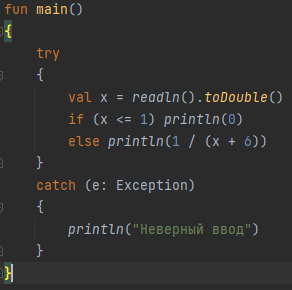 fun main()
{
    try
    {
        val x = readln().toDouble()
        if (x <= 1) println(0)
        else println(1 / (x + 6))
    }
    catch (e: Exception)
    {
        println("Неверный ввод")
    }
}